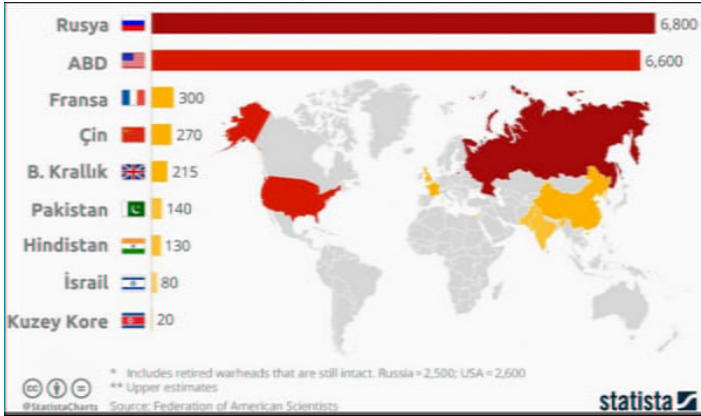 Rusya 6,800
ABD 6,600
Fransa 300
Çin 270
B. Krallık 215
Pakistan 140
Hindistan 130
İsrail 80
Kuzey Kore 20
* Includes retired warheads that are still intact. Russia = 2,500; USA = 2,600
** Upper estimates
@StatistaCharts Source: Federation of American Scientists
statista